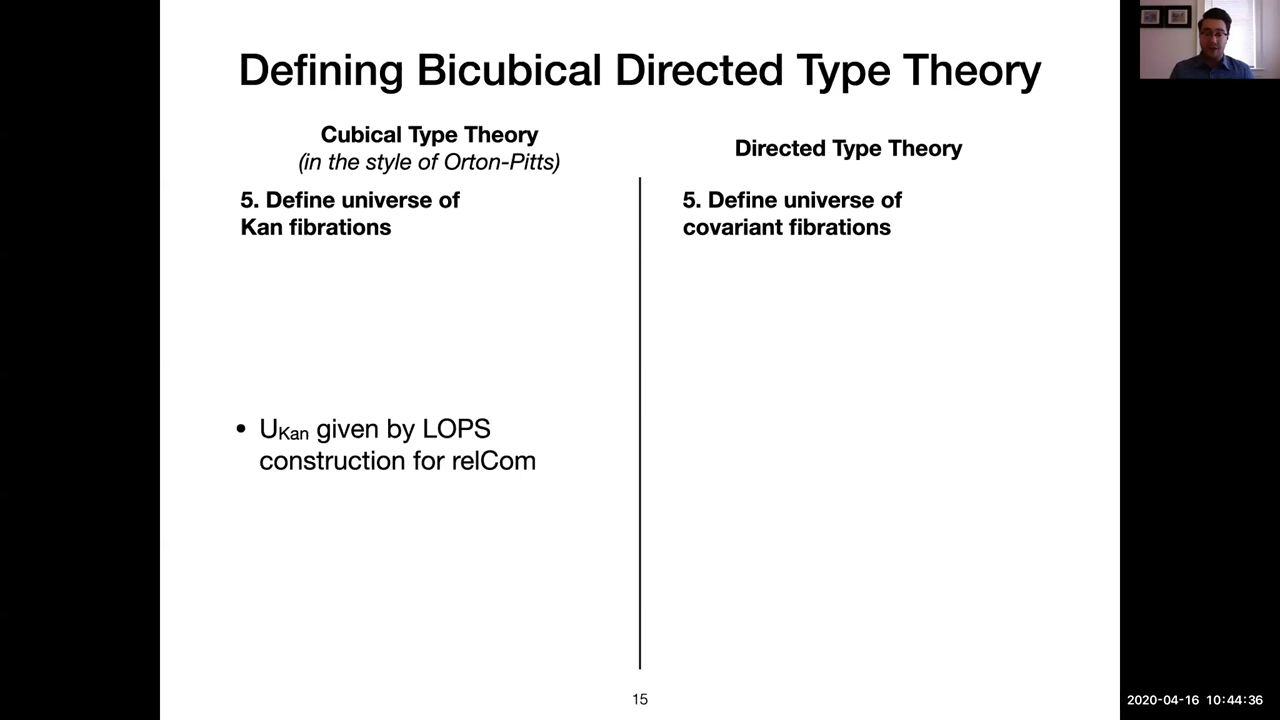 Defining Bicubical Directed Type Theory
Cubical Type Theory
(in the style of Orton-Pitts)
5. Define universe of
Kan fibrations
• UKan given by LOPS
construction for relCom
Directed Type Theory
5. Define universe of
covariant fibrations
15
2020-04-16 10:44:36